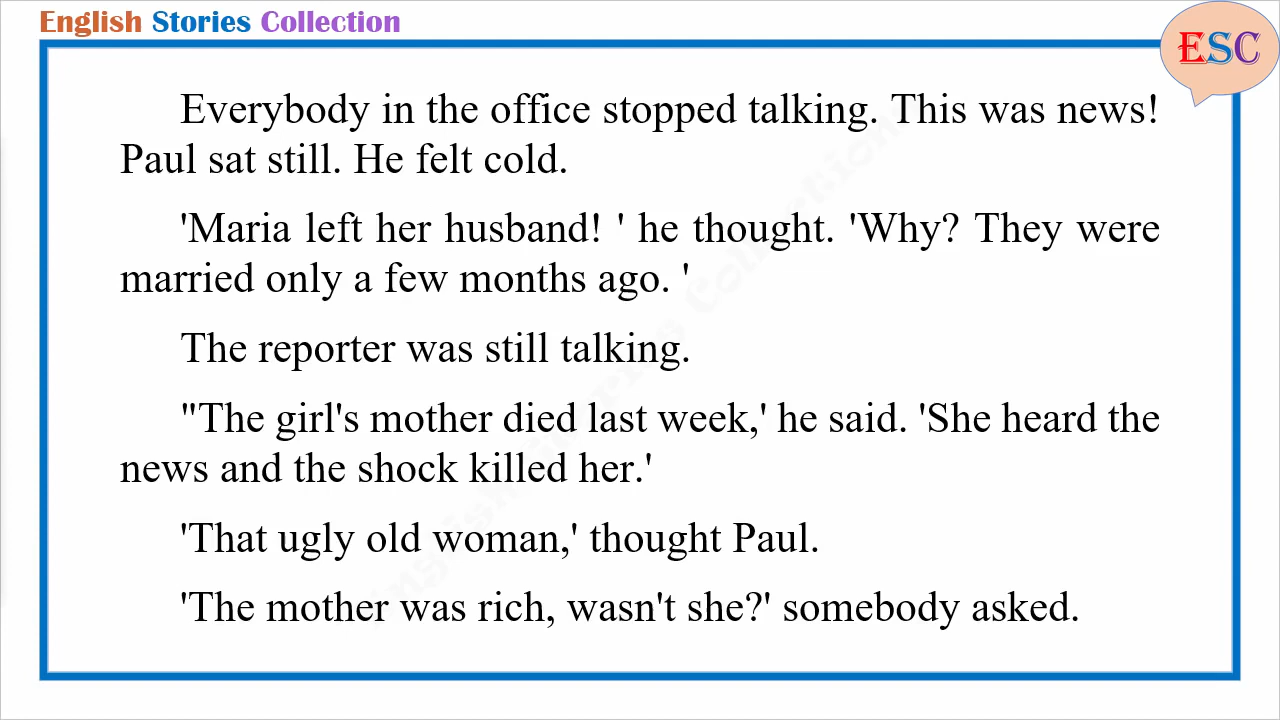 English Stories Collection
ESC
Everybody in the office stopped talking. This was news!
Paul sat still. He felt cold.
'Maria left her husband! ' he thought. 'Why? They were
married only a few months ago. '
The reporter was still talking.
"The girl's mother died last week,' he said. 'She heard the
news and the shock killed her.'
'That ugly old woman,' thought Paul.
'The mother was rich, wasn't she?' somebody asked.
English Stories Collection